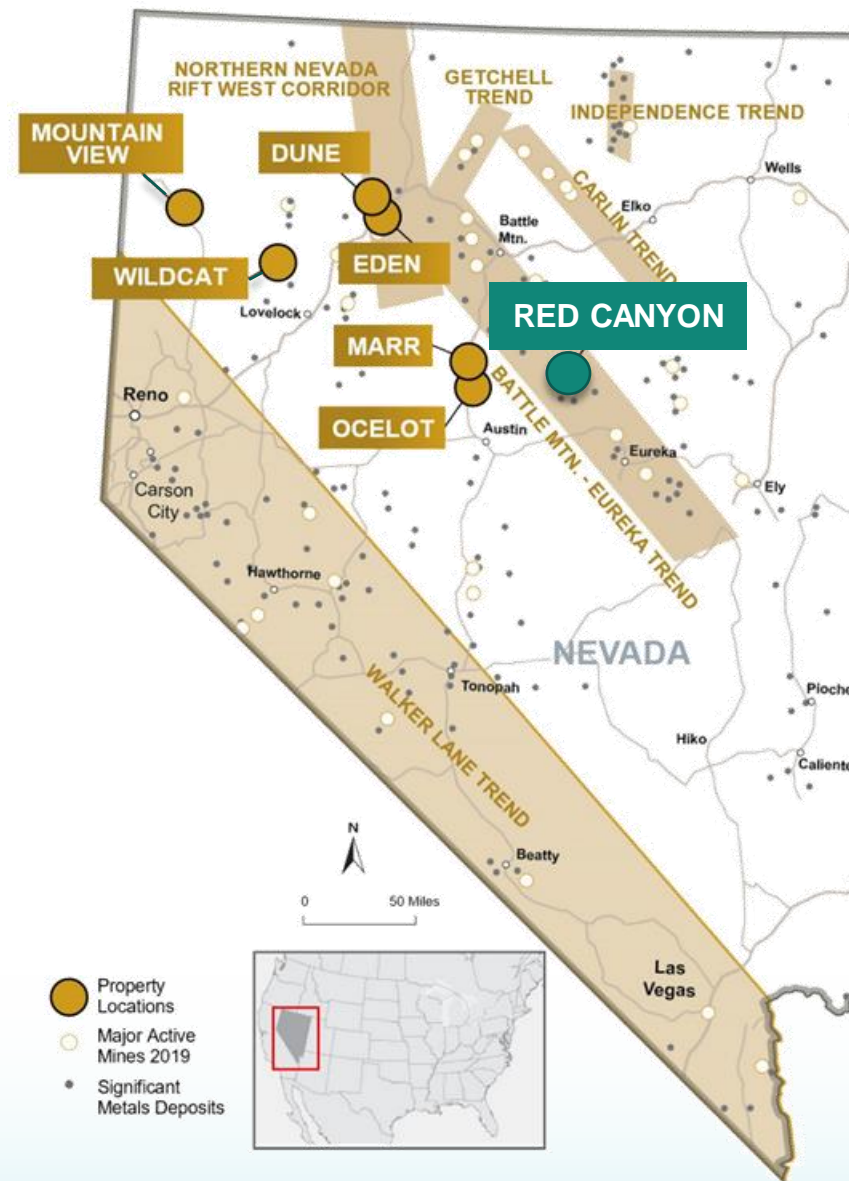 NORTHERN NEVADA
RIFT WEST CORRIDOR
GETCHELL
TREND
INDEPENDENCE TREND
MOUNTAIN
VIEW
DUNE
Wells
CARLIN TREND
Elko
Battle
Mtn.
EDEN
WILDCAT
Lovelock
RED CANYON
MARR
BATTLE MTN. - EUREKA TREND
Reno
OCELOT
Austin
Eureka
Carson
City
Ely
Hawthorne
NEVADA
WALKER LANE TREND
Tonopah
Pioche
Hiko
Caliente
N
Beatty
0 50 Miles
Las
Vegas
Property
Locations
Major Active
Mines 2019
Significant
Metals Deposits